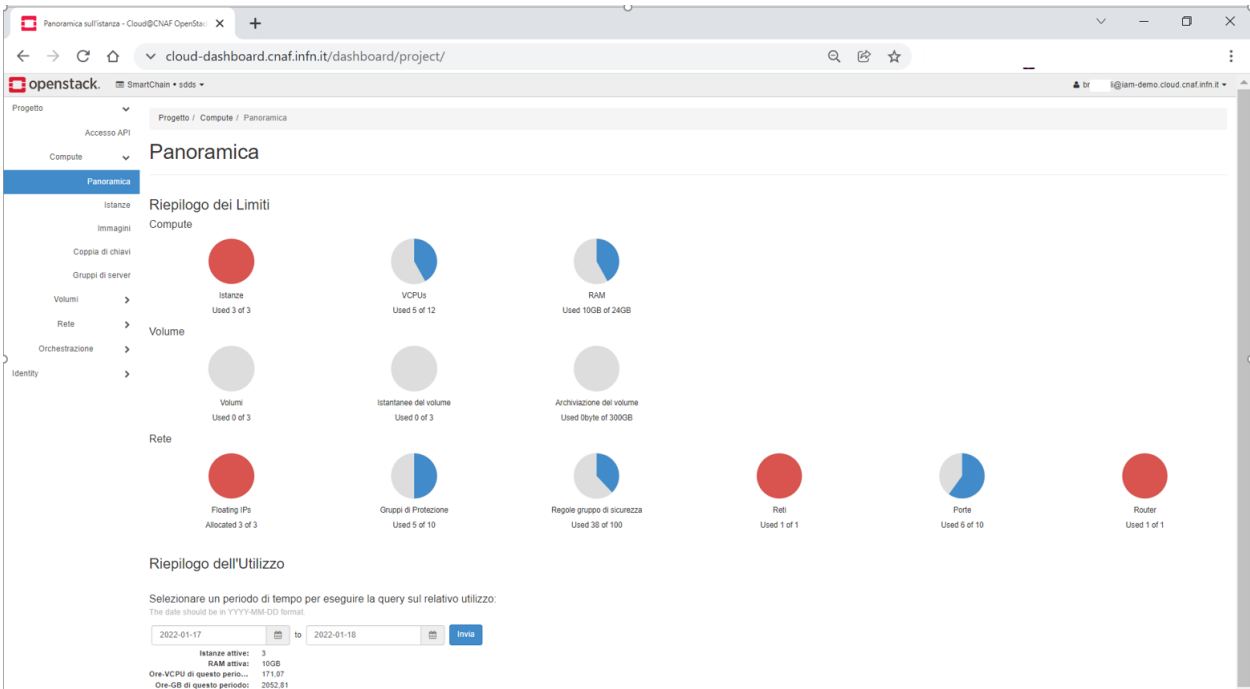 Panoramica sull'istanza - Cloud@CNAF OpenStac
cloud-dashboard.cnaf.infn.it/dashboard/project/
openstack. SmartChain • sdds
br i@iam-demo.cloud.cnaf.infn.it
Progetto
Accesso API
Compute
Panoramica
Istanze
Immagini
Coppia di chiavi
Gruppi di server
Volumi
Rete
Orchestrazione
Identity
Progetto / Compute / Panoramica
Panoramica
Riepilogo dei Limiti
Compute
Istanze
Used 3 of 3
VCPUs
Used 5 of 12
RAM
Used 10GB of 24GB
Volume
Volumi
Used 0 of 3
Istantanee del volume
Used 0 of 3
Archiviazione del volume
Used 0byte of 300GB
Rete
Floating IPs
Allocated 3 of 3
Gruppi di Protezione
Used 5 of 10
Regole gruppo di sicurezza
Used 38 of 100
Reti
Used 1 of 1
Porte
Used 6 of 10
Router
Used 1 of 1
Riepilogo dell'Utilizzo
Selezionare un periodo di tempo per eseguire la query sul relativo utilizzo:
The date should be in YYYY-MM-DD format.
2022-01-17 to 2022-01-18 Invia
Istanze attive: 3
RAM attiva: 10GB
Ore-VCPU di questo perio... 171,07
Ore-GB di questo periodo: 2052,81